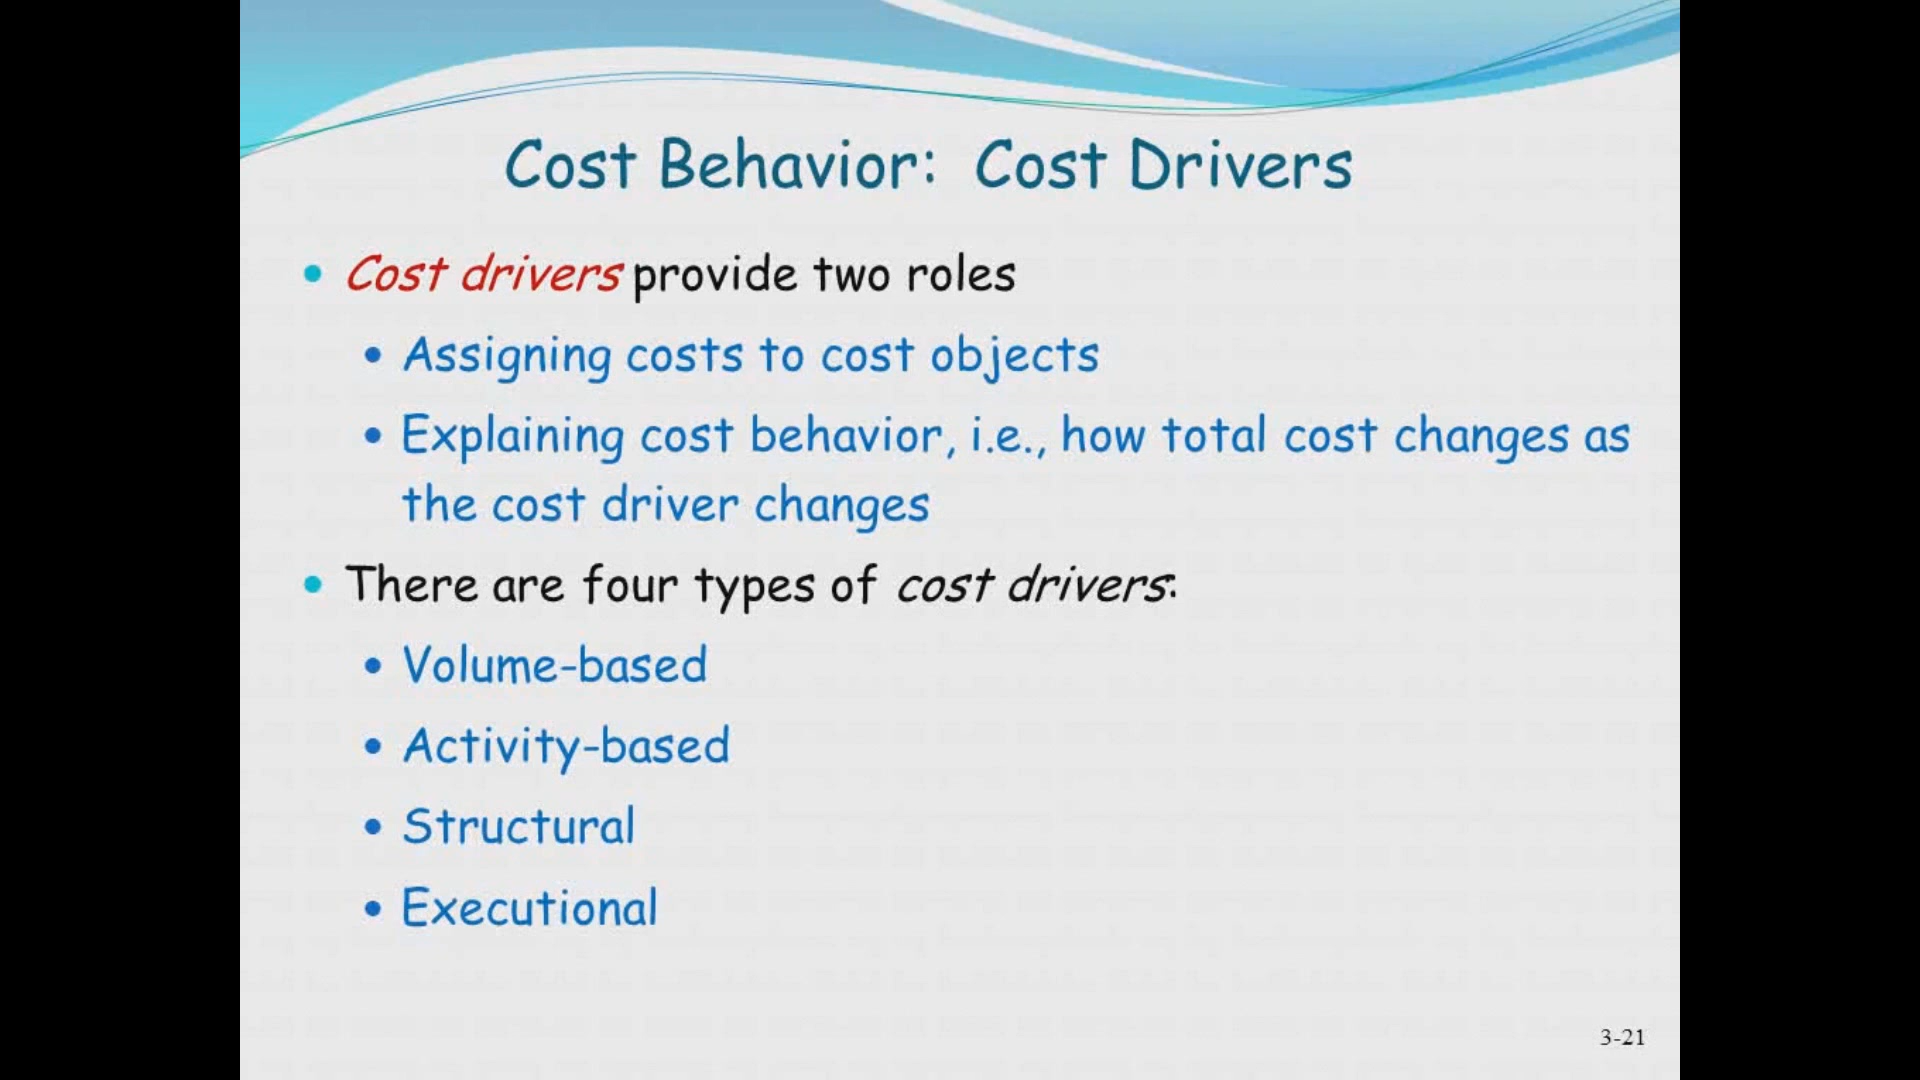 Cost Behavior: Cost Drivers
• Cost drivers provide two roles
• Assigning costs to cost objects
• Explaining cost behavior, i.e., how total cost changes as
the cost driver changes
• There are four types of cost drivers:
• Volume-based
• Activity-based
• Structural
• Executional
3-21